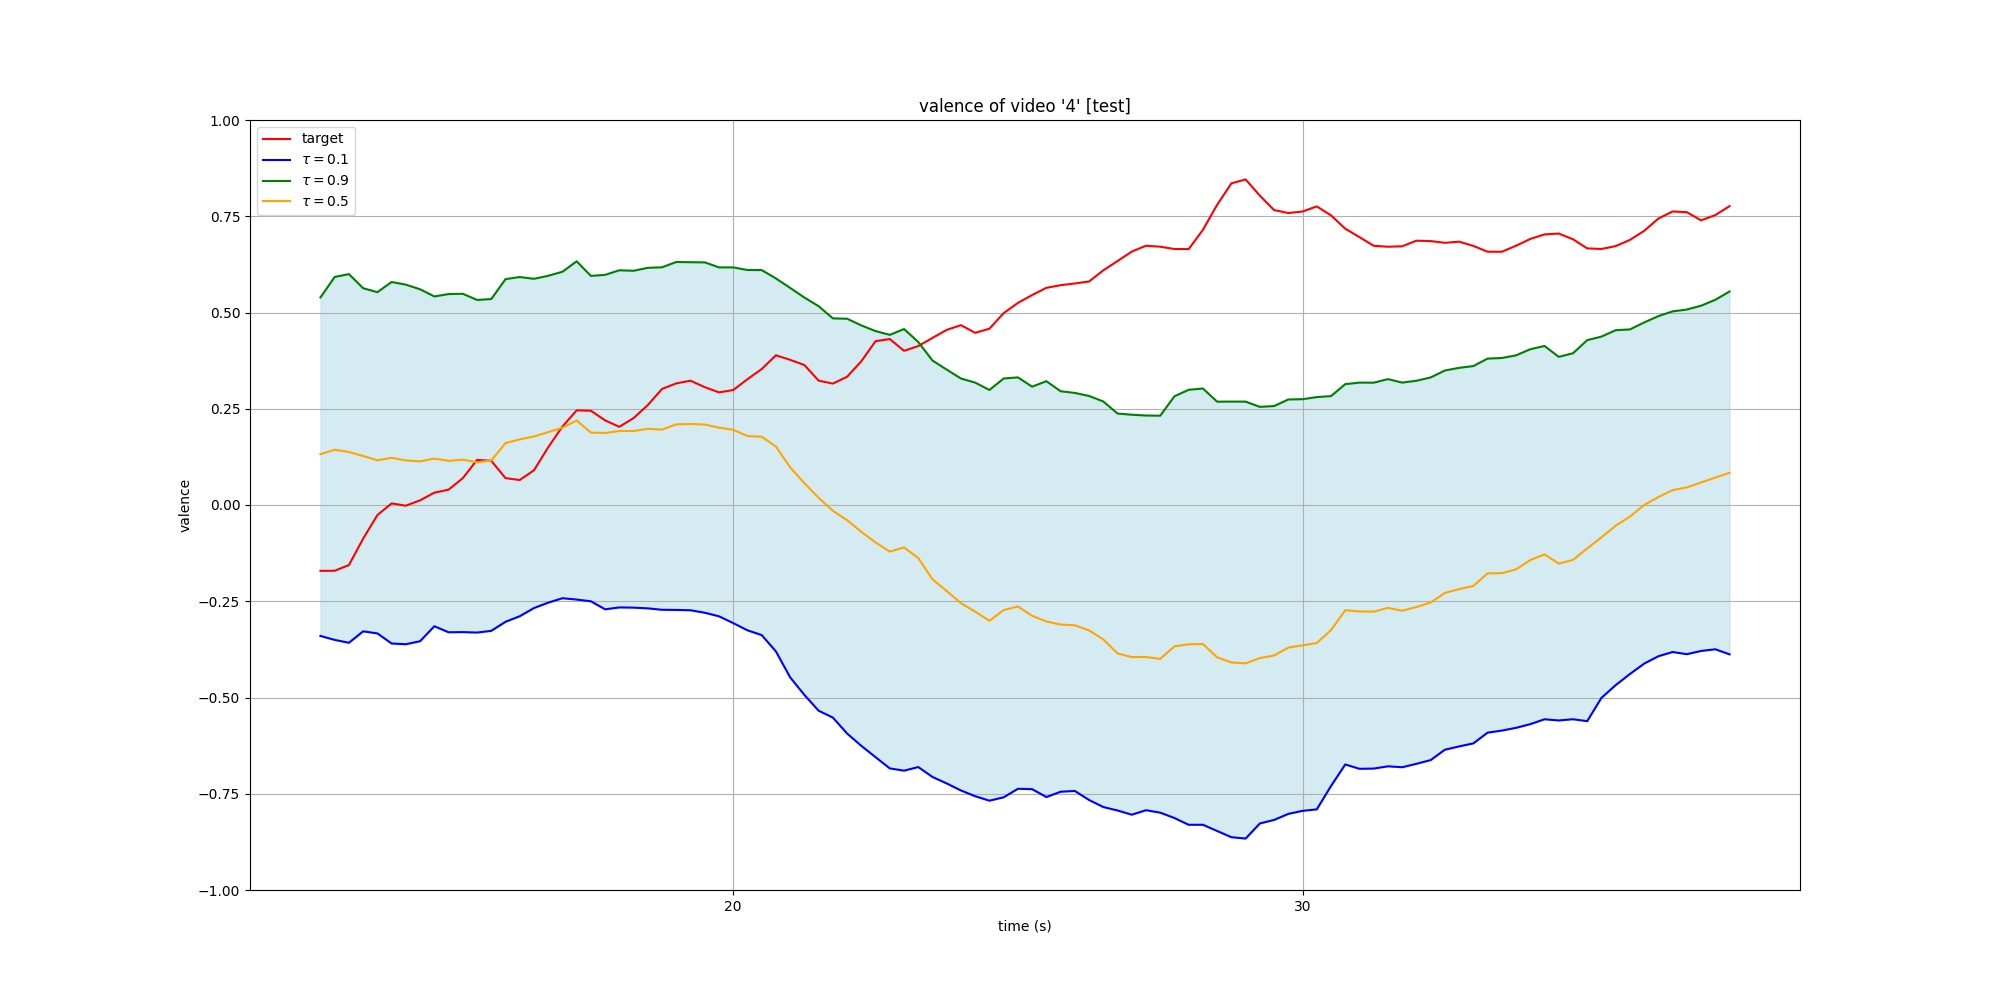 valence of video '4' [test]
target
τ = 0.1
τ = 0.9
τ = 0.5
1.00
0.75
0.50
0.25
0.00
−0.25
−0.50
−0.75
−1.00
valence
20
30
time (s)